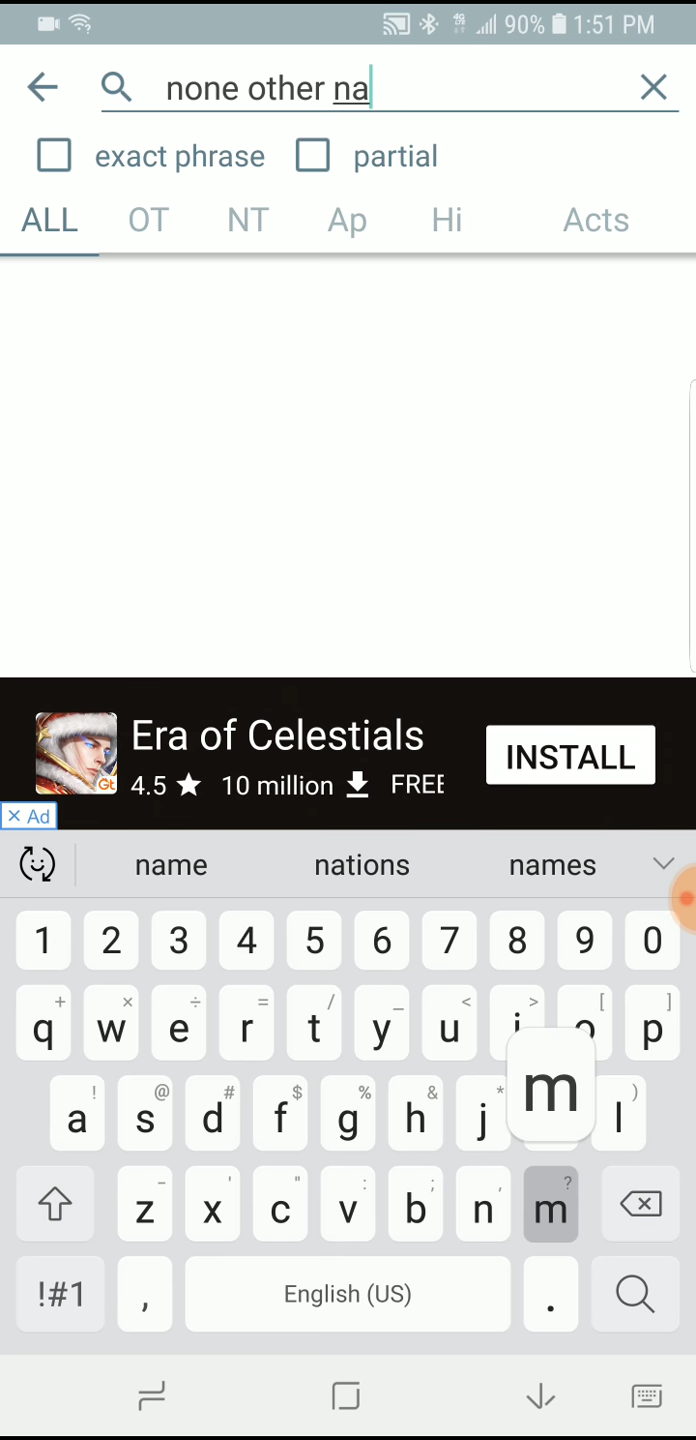 90% 1:51 PM
none other na
exact phrase partial
ALL OT NT Ap Hi Acts
Era of Celestials
4.5 ★ 10 million FREE
INSTALL
Gt
× Ad
name nations names
1 2 3 4 5 6 7 8 9 0
+ × ÷ = / _ < > [ ]
q w e r t y u i o p
! @ # $ % & * )
a s d f g h j m l
- ' " : ; , ?
z x c v b n m
!#1 , English (US) .